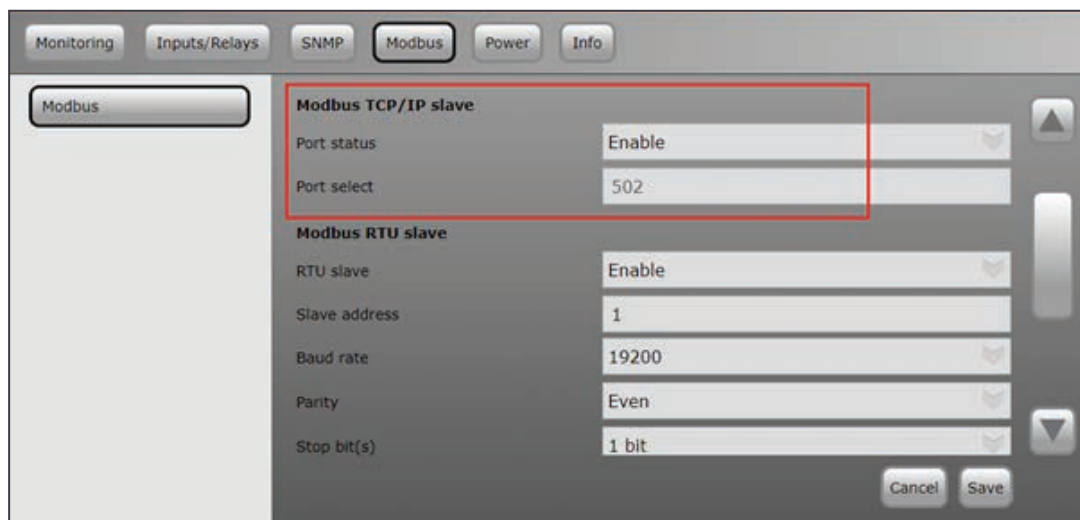 Monitoring Inputs/Relays SNMP Modbus Power Info
Modbus
Modbus TCP/IP slave
Port status Enable
Port select 502
Modbus RTU slave
RTU slave Enable
Slave address 1
Baud rate 19200
Parity Even
Stop bit(s) 1 bit
Cancel Save